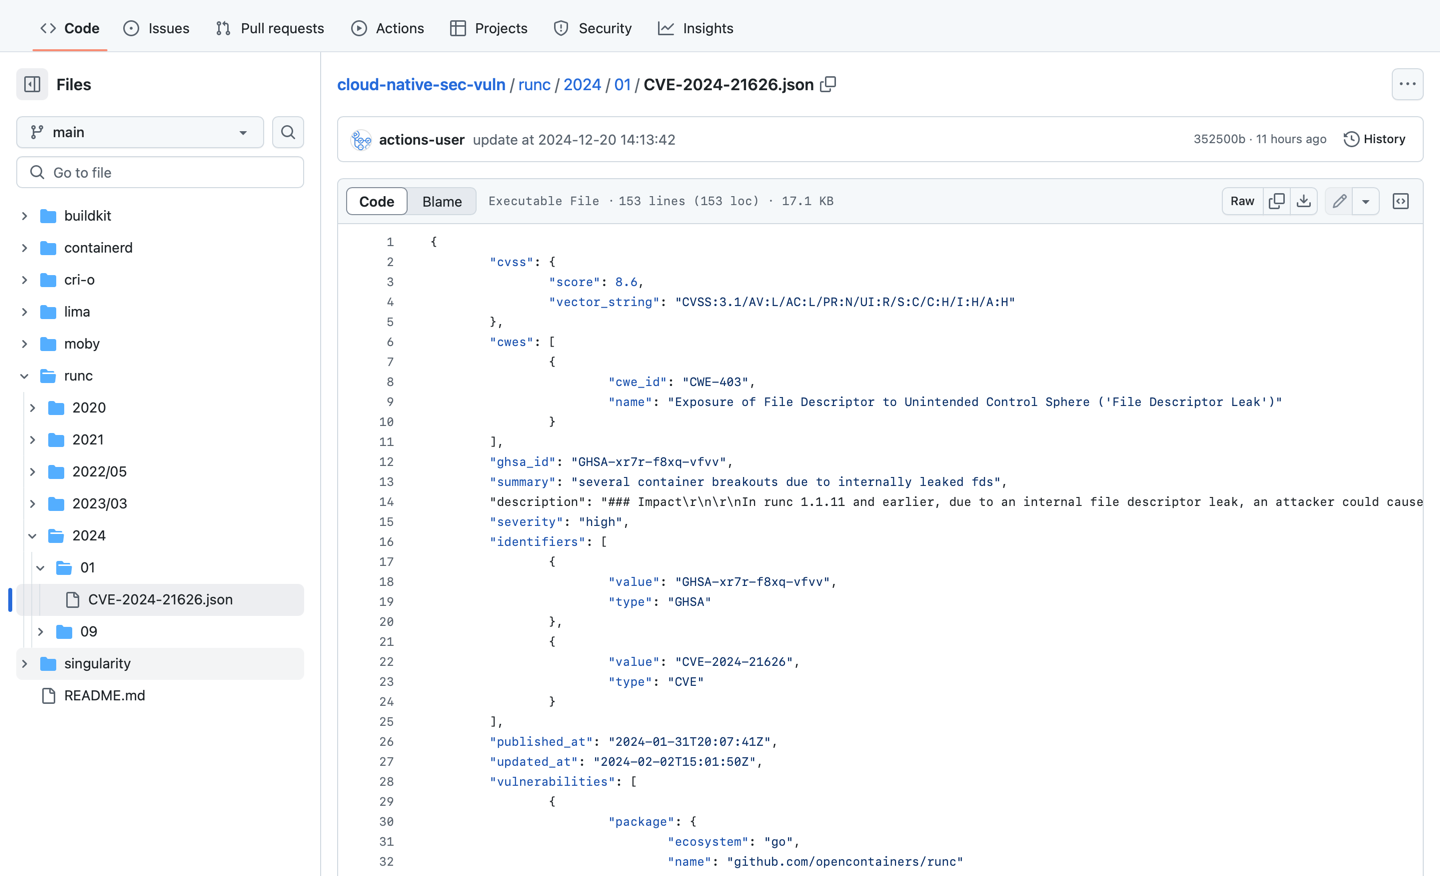 Code Issues Pull requests Actions Projects Security Insights
Files
main
Go to file
buildkit
containerd
cri-o
lima
moby
runc
2020
2021
2022/05
2023/03
2024
01
CVE-2024-21626.json
09
singularity
README.md
cloud-native-sec-vuln / runc / 2024 / 01 / CVE-2024-21626.json
actions-user update at 2024-12-20 14:13:42 352500b · 11 hours ago History
Code Blame Executable File · 153 lines (153 loc) · 17.1 KB Raw
1 {
2 "cvss": {
3 "score": 8.6,
4 "vector_string": "CVSS:3.1/AV:L/AC:L/PR:N/UI:R/S:C/C:H/I:H/A:H"
5 },
6 "cwes": [
7 {
8 "cwe_id": "CWE-403",
9 "name": "Exposure of File Descriptor to Unintended Control Sphere ('File Descriptor Leak')"
10 }
11 ],
12 "ghsa_id": "GHSA-xr7r-f8xq-vfvv",
13 "summary": "several container breakouts due to internally leaked fds",
14 "description": "### Impact\r\n\r\nIn runc 1.1.11 and earlier, due to an internal file descriptor leak, an attacker could cause
15 "severity": "high",
16 "identifiers": [
17 {
18 "value": "GHSA-xr7r-f8xq-vfvv",
19 "type": "GHSA"
20 },
21 {
22 "value": "CVE-2024-21626",
23 "type": "CVE"
24 }
25 ],
26 "published_at": "2024-01-31T20:07:41Z",
27 "updated_at": "2024-02-02T15:01:50Z",
28 "vulnerabilities": [
29 {
30 "package": {
31 "ecosystem": "go",
32 "name": "github.com/opencontainers/runc"